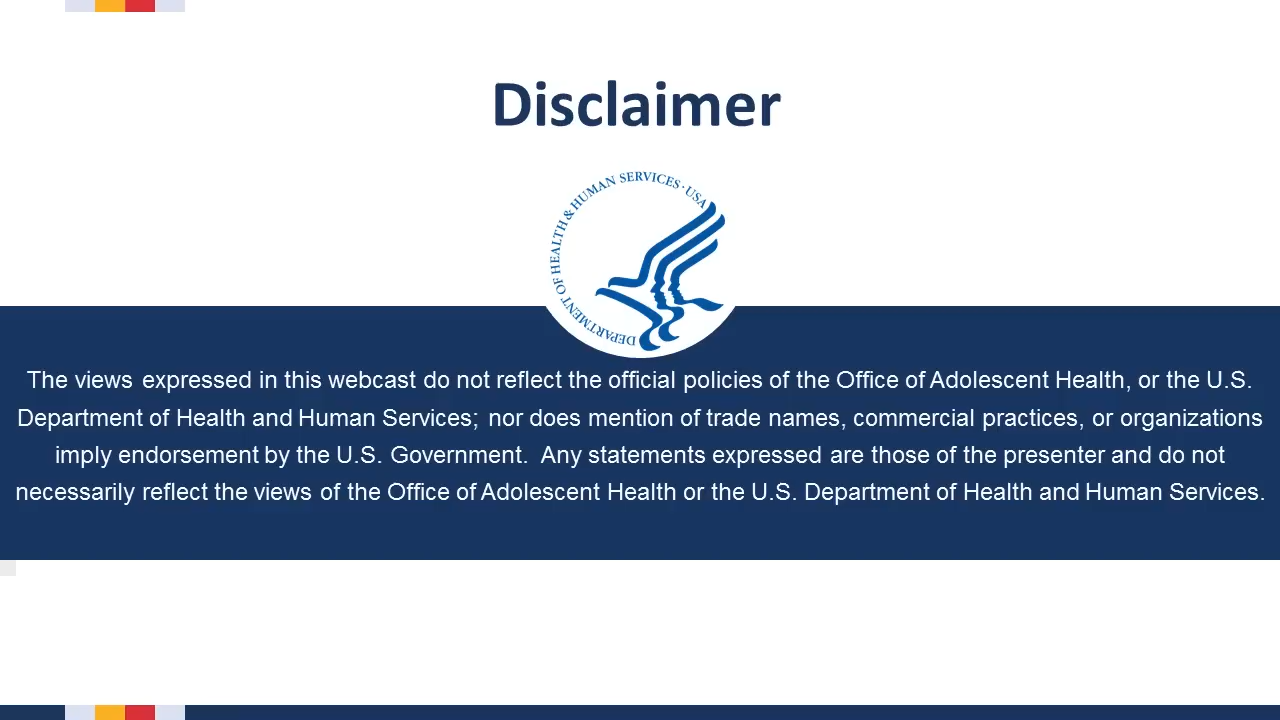 Disclaimer
DEPARTMENT OF HEALTH & HUMAN SERVICES · USA
The views expressed in this webcast do not reflect the official policies of the Office of Adolescent Health, or the U.S.
Department of Health and Human Services; nor does mention of trade names, commercial practices, or organizations
imply endorsement by the U.S. Government. Any statements expressed are those of the presenter and do not
necessarily reflect the views of the Office of Adolescent Health or the U.S. Department of Health and Human Services.